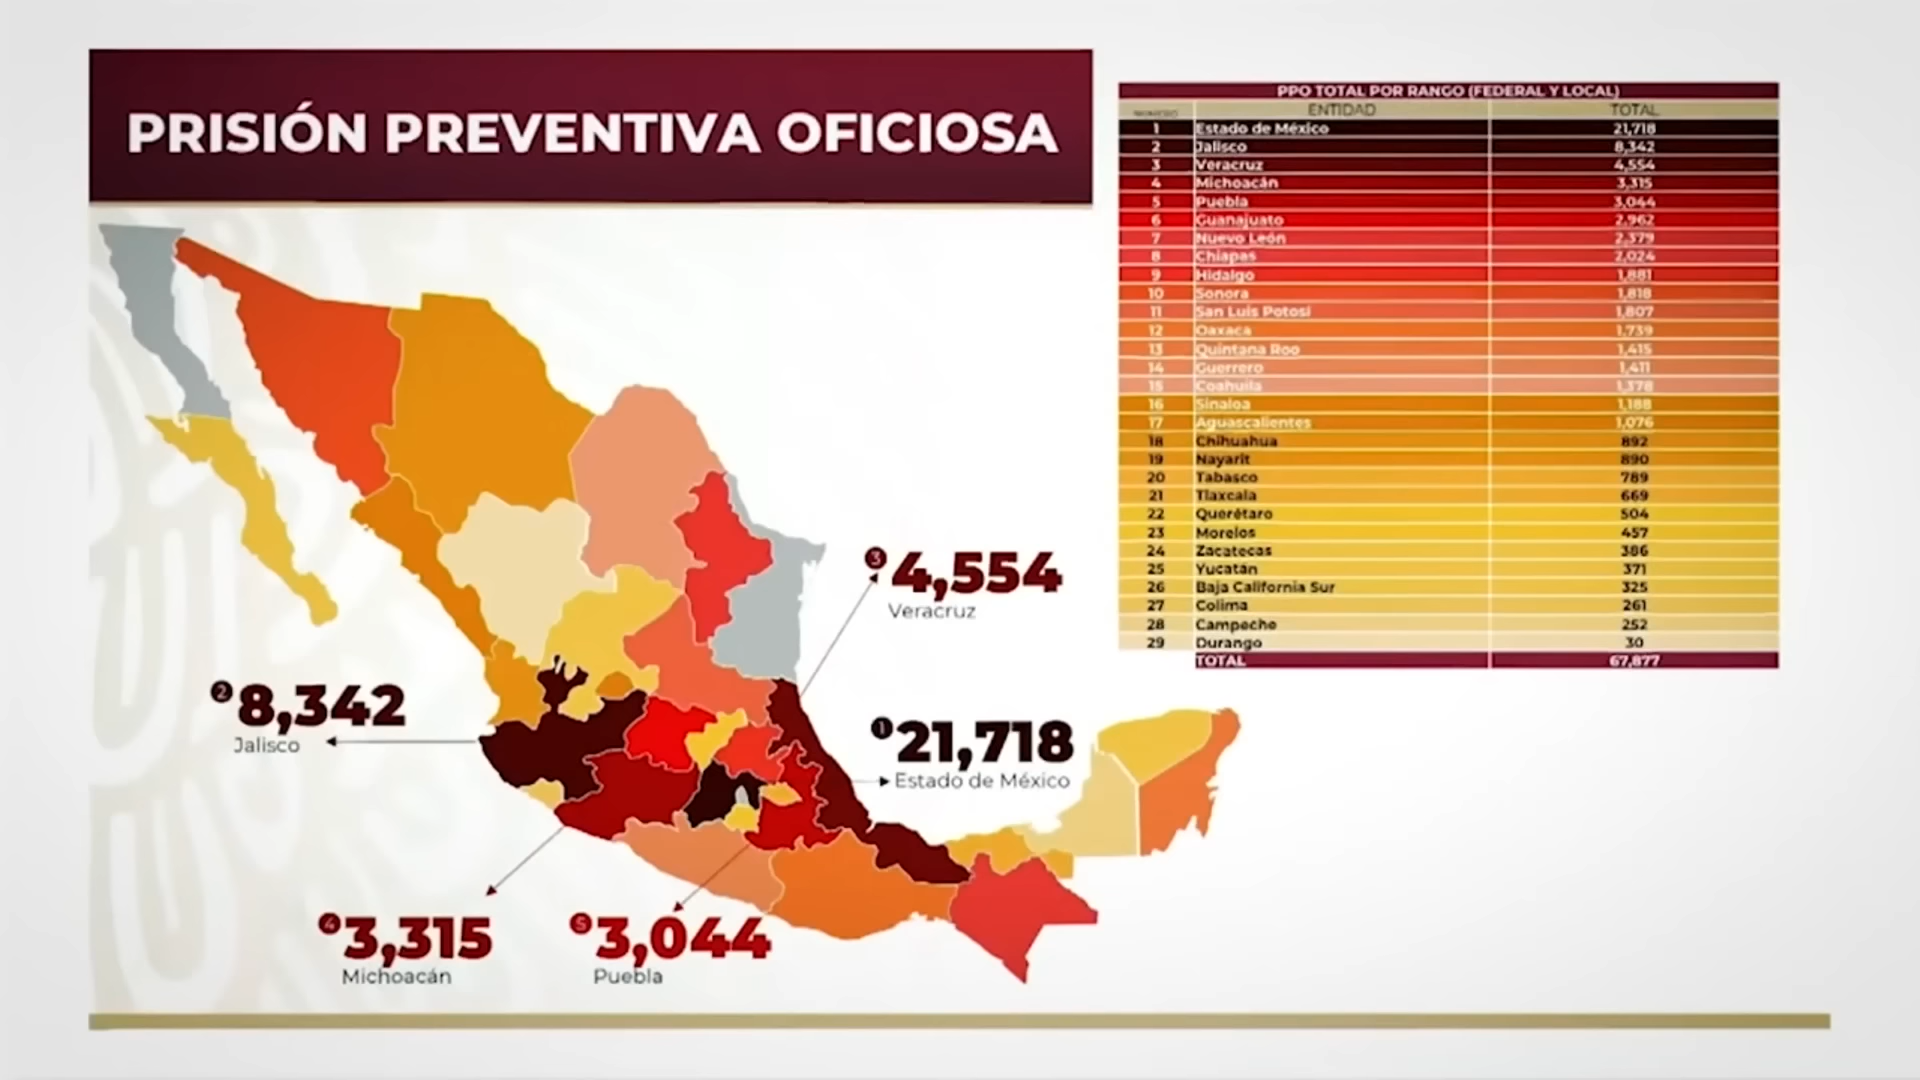 PRISIÓN PREVENTIVA OFICIOSA
PPO TOTAL POR RANGO (FEDERAL Y LOCAL)
NÚMERO ENTIDAD TOTAL
1 Estado de México 21,718
2 Jalisco 8,342
3 Veracruz 4,554
4 Michoacán 3,315
5 Puebla 3,044
6 Guanajuato 2,962
7 Nuevo León 2,379
8 Chiapas 2,024
9 Hidalgo 1,881
10 Sonora 1,818
11 San Luis Potosí 1,807
12 Oaxaca 1,739
13 Quintana Roo 1,415
14 Guerrero 1,411
15 Coahuila 1,378
16 Sinaloa 1,188
17 Aguascalientes 1,076
18 Chihuahua 892
19 Nayarit 890
20 Tabasco 789
21 Tlaxcala 669
22 Querétaro 504
23 Morelos 457
24 Zacatecas 386
25 Yucatán 371
26 Baja California Sur 325
27 Colima 261
28 Campeche 252
29 Durango 30
TOTAL 67,877
3 4,554
Veracruz
2 8,342
Jalisco
1 21,718
Estado de México
4 3,315
Michoacán
5 3,044
Puebla